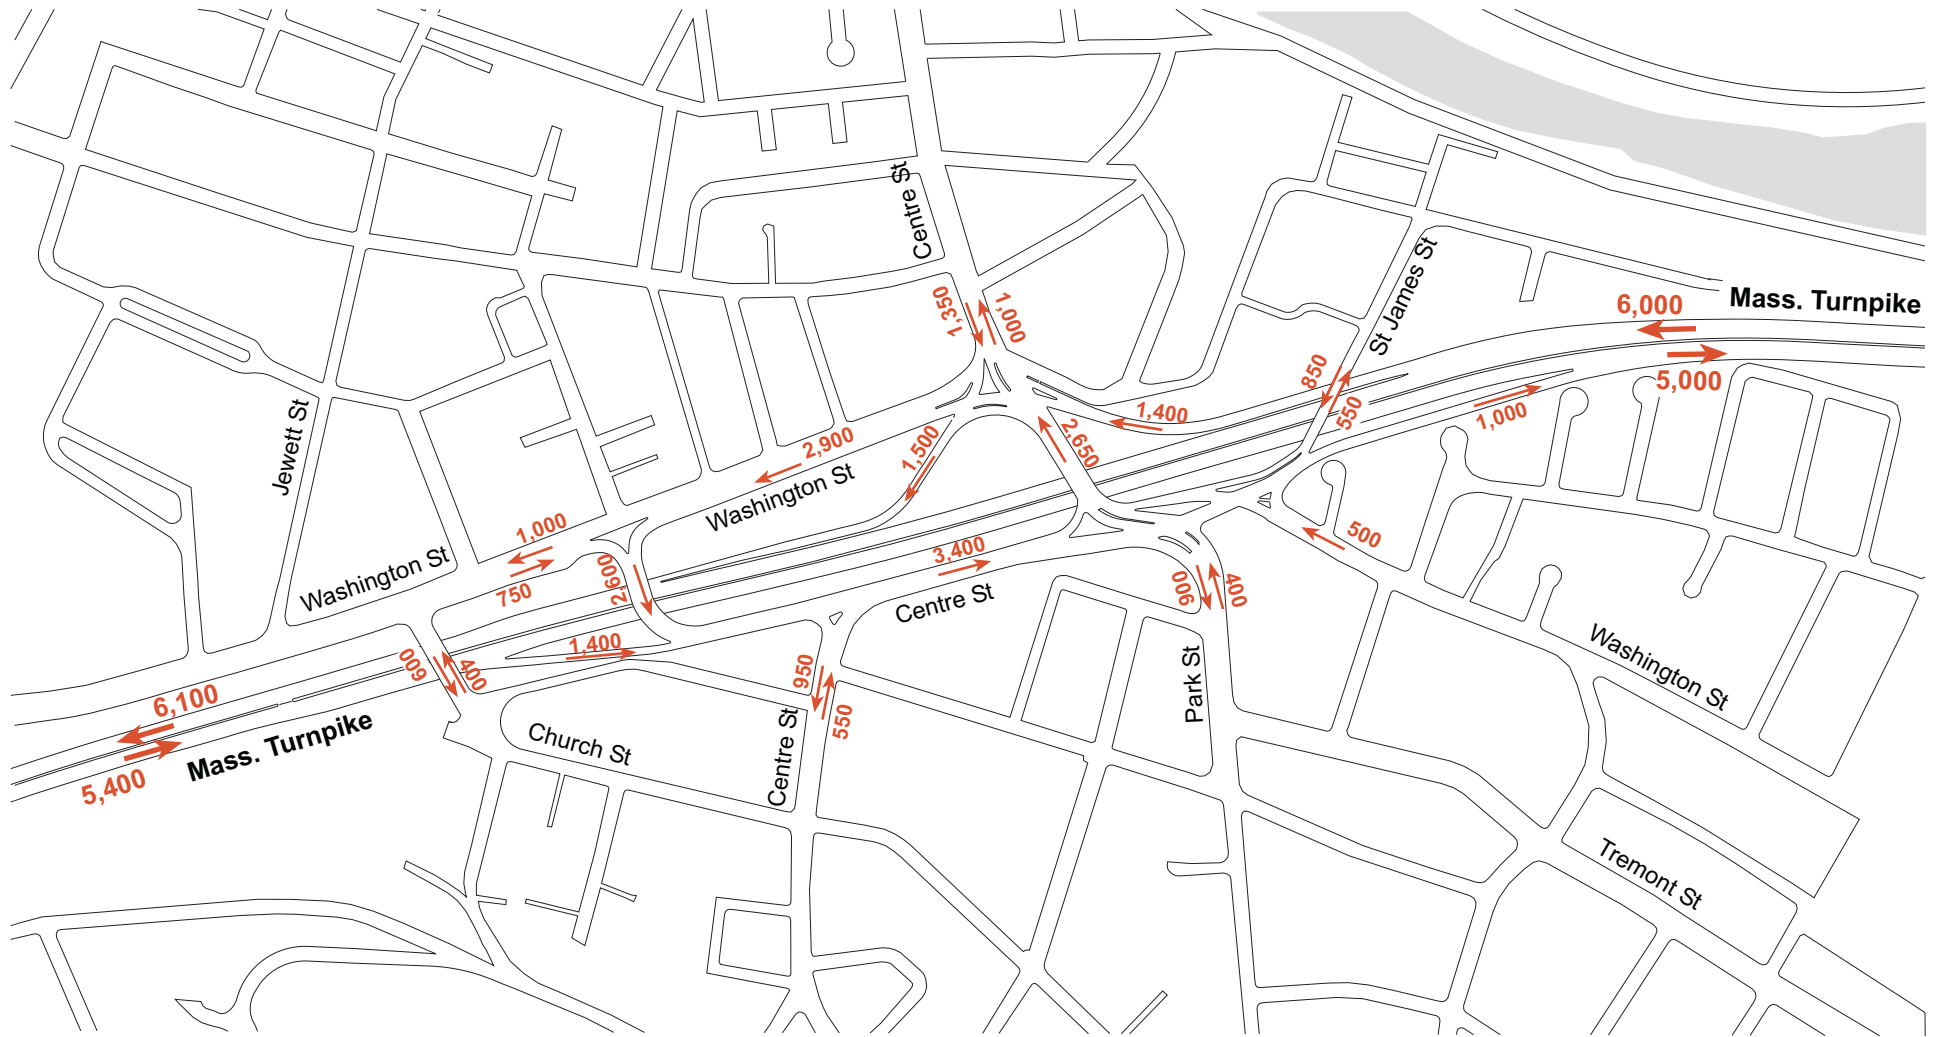 Centre St
1,350
1,000
St James St
6,000
Mass. Turnpike
5,000
850
550
1,000
1,400
2,650
2,900
1,500
Washington St
Jewett St
1,000
750
2,600
Washington St
3,400
Centre St
500
900
400
Park St
Washington St
1,400
600
400
950
550
6,100
Mass. Turnpike
5,400
Church St
Centre St
Tremont St